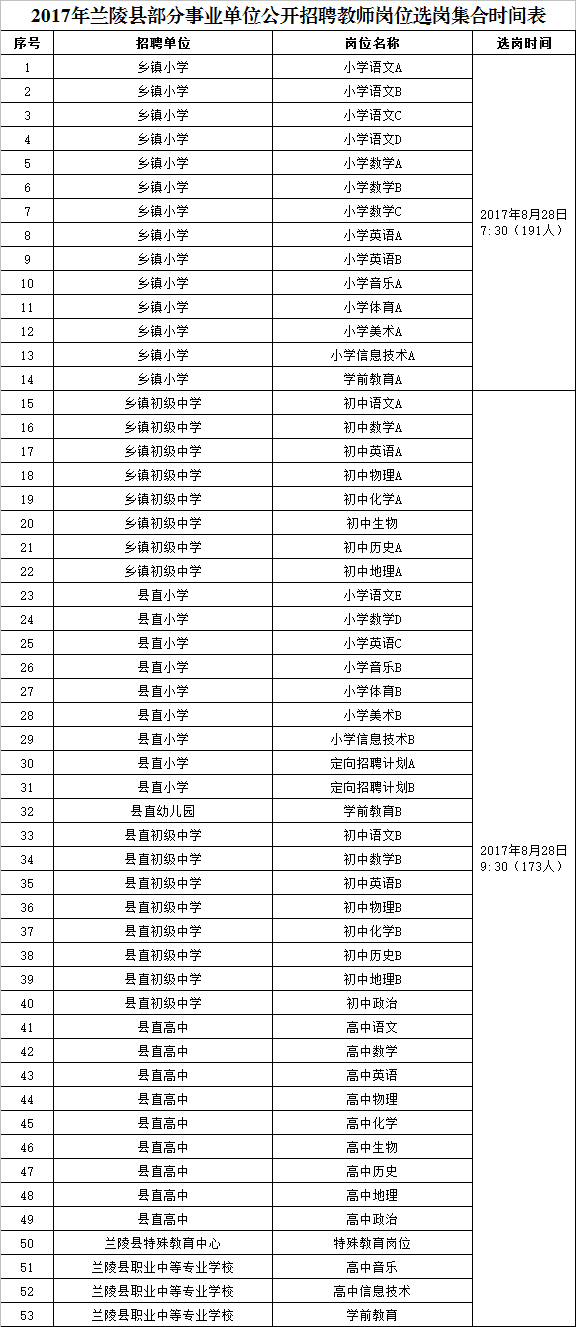 2017年兰陵县部分事业单位公开招聘教师岗位选岗集合时间表
序号 招聘单位 岗位名称 选岗时间
1 乡镇小学 小学语文A
2 乡镇小学 小学语文B
3 乡镇小学 小学语文C
4 乡镇小学 小学语文D
5 乡镇小学 小学数学A
6 乡镇小学 小学数学B
7 乡镇小学 小学数学C
2017年8月28日
7:30（191人）
8 乡镇小学 小学英语A
9 乡镇小学 小学英语B
10 乡镇小学 小学音乐A
11 乡镇小学 小学体育A
12 乡镇小学 小学美术A
13 乡镇小学 小学信息技术A
14 乡镇小学 学前教育A
15 乡镇初级中学 初中语文A
16 乡镇初级中学 初中数学A
17 乡镇初级中学 初中英语A
18 乡镇初级中学 初中物理A
19 乡镇初级中学 初中化学A
20 乡镇初级中学 初中生物
21 乡镇初级中学 初中历史A
22 乡镇初级中学 初中地理A
23 县直小学 小学语文E
24 县直小学 小学数学D
25 县直小学 小学英语C
26 县直小学 小学音乐B
27 县直小学 小学体育B
28 县直小学 小学美术B
29 县直小学 小学信息技术B
30 县直小学 定向招聘计划A
31 县直小学 定向招聘计划B
32 县直幼儿园 学前教育B
33 县直初级中学 初中语文B
34 县直初级中学 初中数学B
2017年8月28日
9:30（173人）
35 县直初级中学 初中英语B
36 县直初级中学 初中物理B
37 县直初级中学 初中化学B
38 县直初级中学 初中历史B
39 县直初级中学 初中地理B
40 县直初级中学 初中政治
41 县直高中 高中语文
42 县直高中 高中数学
43 县直高中 高中英语
44 县直高中 高中物理
45 县直高中 高中化学
46 县直高中 高中生物
47 县直高中 高中历史
48 县直高中 高中地理
49 县直高中 高中政治
50 兰陵县特殊教育中心 特殊教育岗位
51 兰陵县职业中等专业学校 高中音乐
52 兰陵县职业中等专业学校 高中信息技术
53 兰陵县职业中等专业学校 学前教育